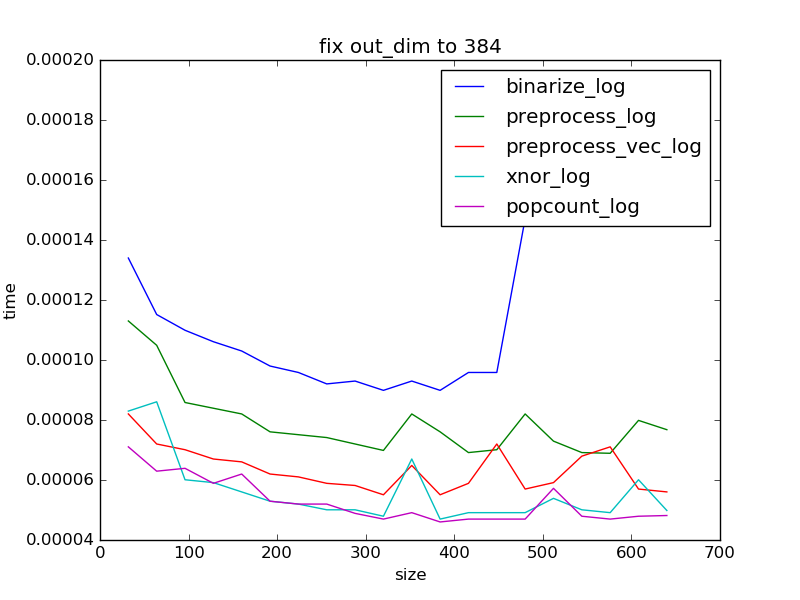 fix out_dim to 384
0.00020
0.00018
0.00016
0.00014
0.00012
0.00010
0.00008
0.00006
0.00004
time
binarize_log
preprocess_log
preprocess_vec_log
xnor_log
popcount_log
0 100 200 300 400 500 600 700
size